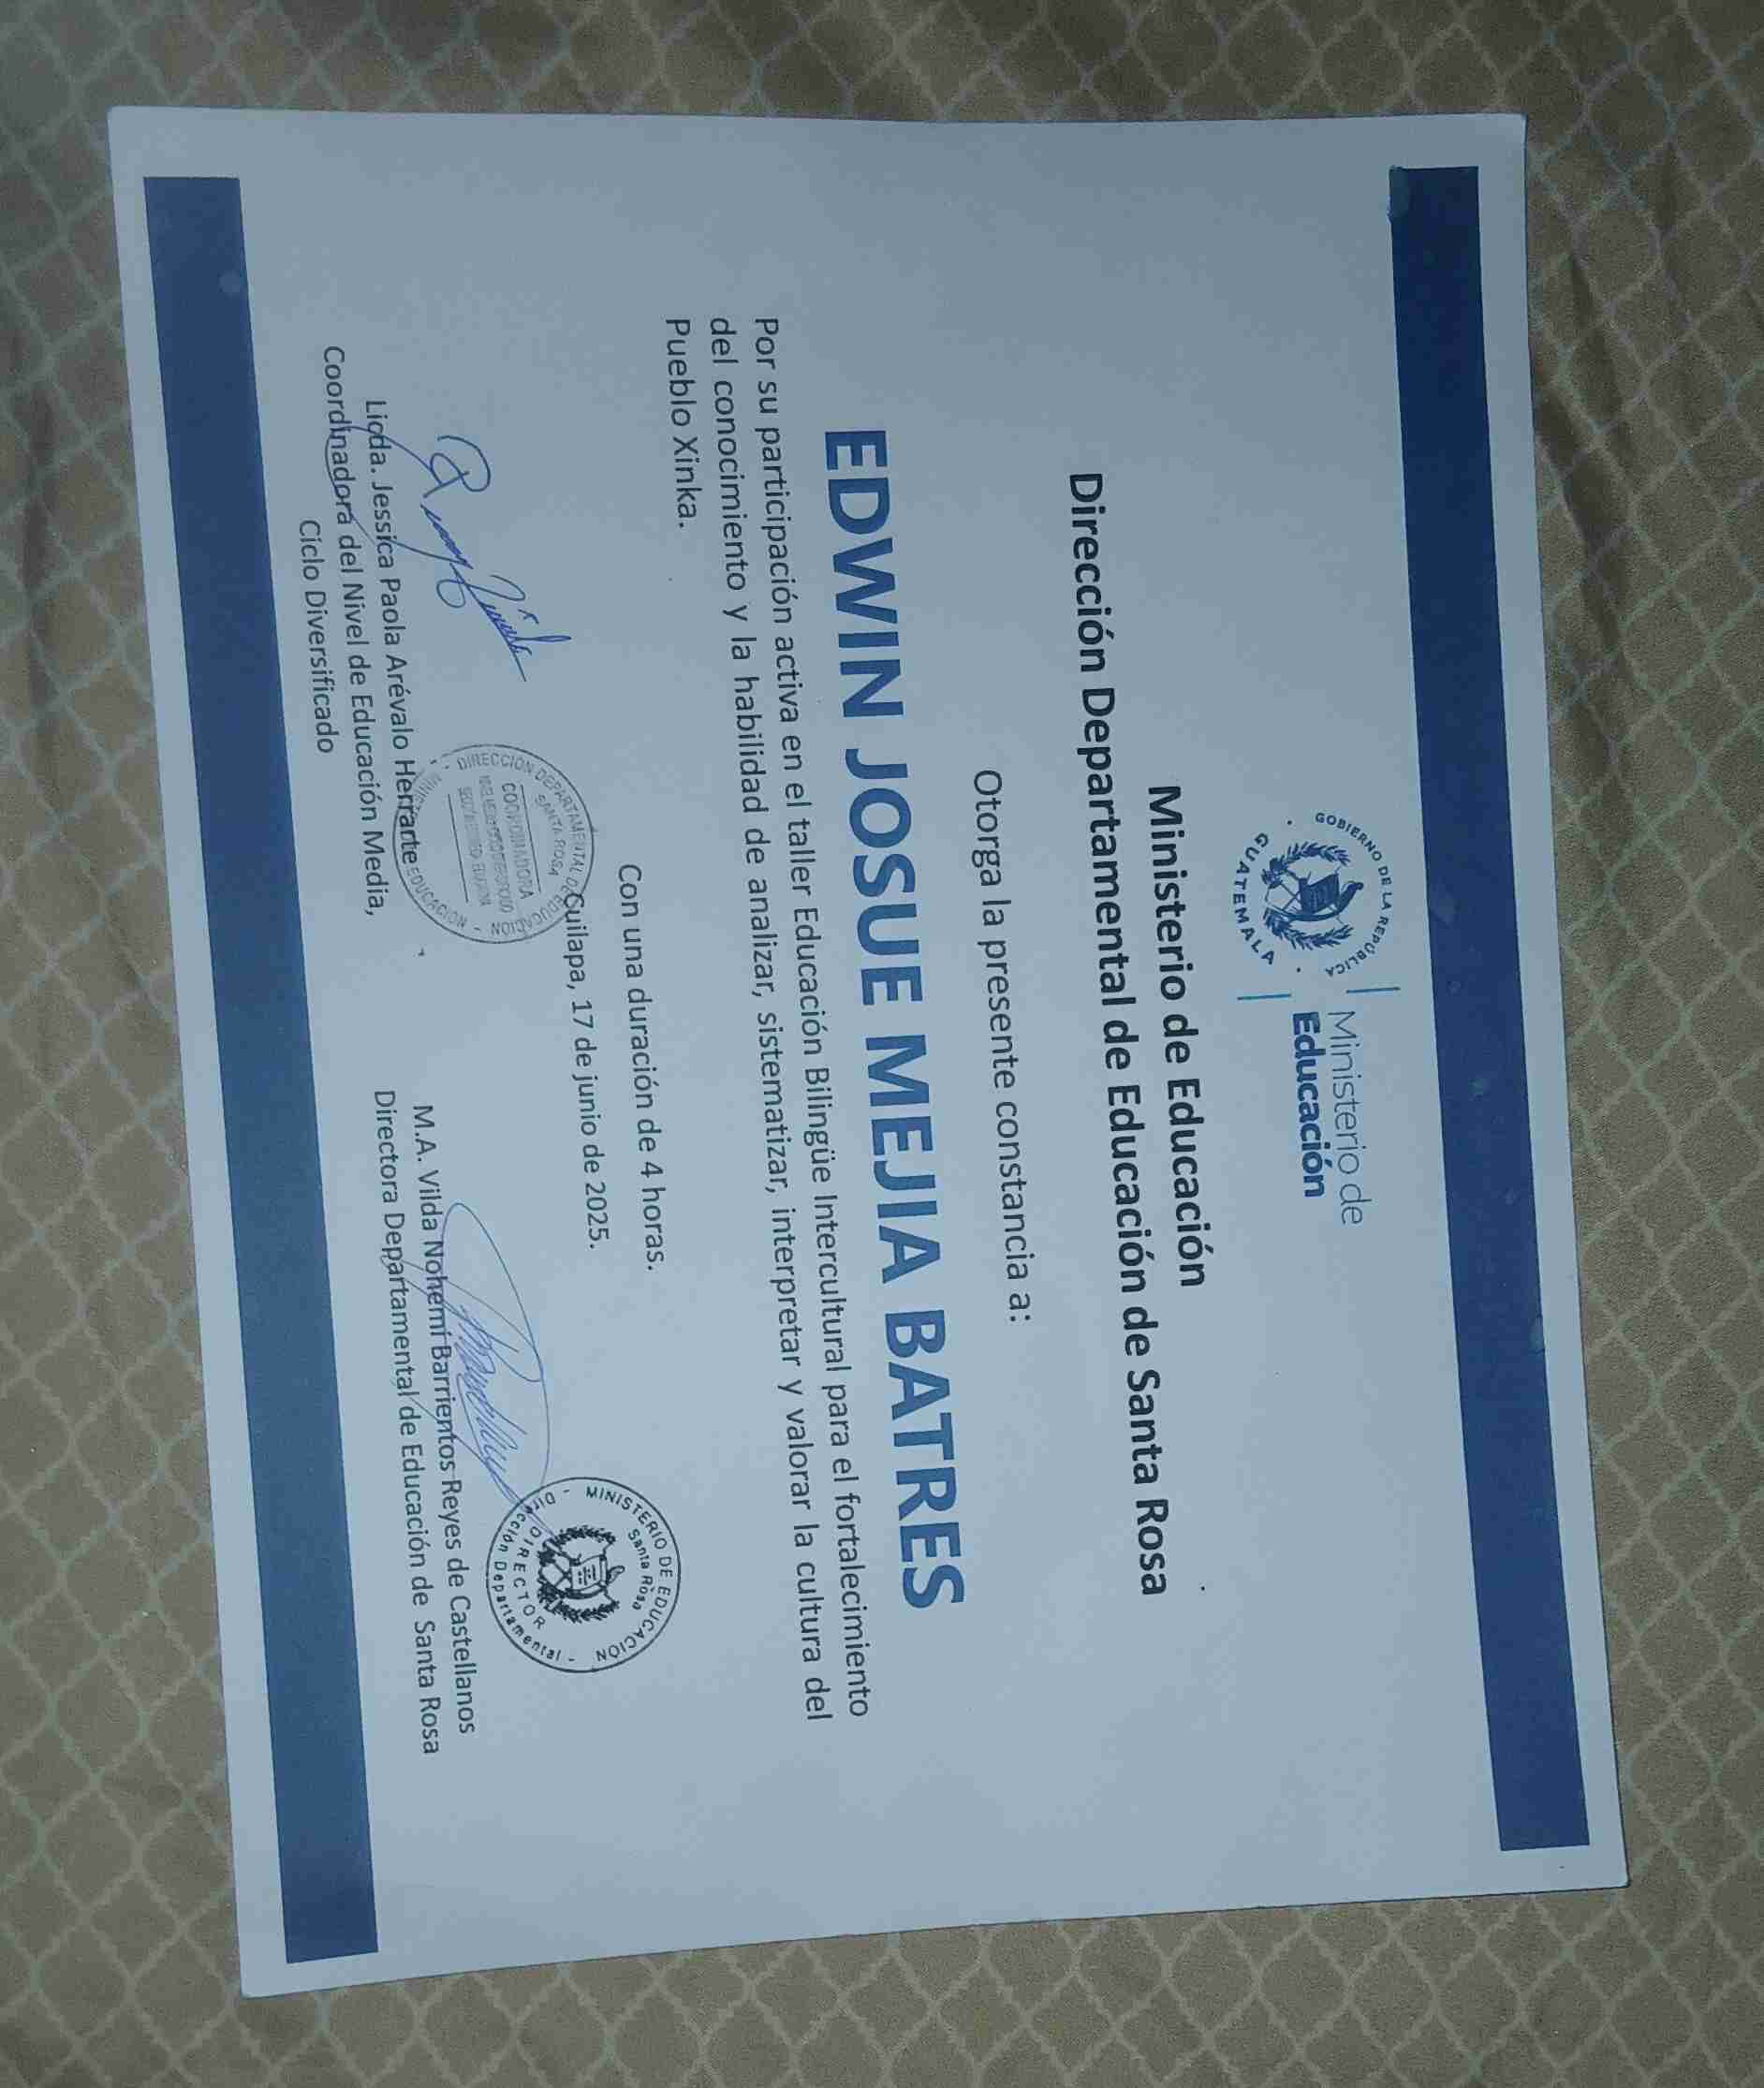 GOBIERNO DE LA REPÚBLICA
GUATEMALA
Ministerio de
Educación
Ministerio de Educación
Dirección Departamental de Educación de Santa Rosa
Otorga la presente constancia a:
EDWIN JOSUE MEJIA BATRES
Por su participación activa en el taller Educación Bilingüe Intercultural para el fortalecimiento
del conocimiento y la habilidad de analizar, sistematizar, interpretar y valorar la cultura del
Pueblo Xinka.
Con una duración de 4 horas.
Cuilapa, 17 de junio de 2025.
DIRECCION DEPARTAMENTAL DE EDUCACION
SANTA ROSA
COORDINADORA
EDUCACION
Licda. Jessica Paola Arévalo Herrarte
Coordinadora del Nivel de Educación Media,
Ciclo Diversificado
MINISTERIO DE EDUCACION
Santa Rosa
DIRECTOR
Dirección Departamental
M.A. Vilda Nohemí Barrientos Reyes de Castellanos
Directora Departamental de Educación de Santa Rosa